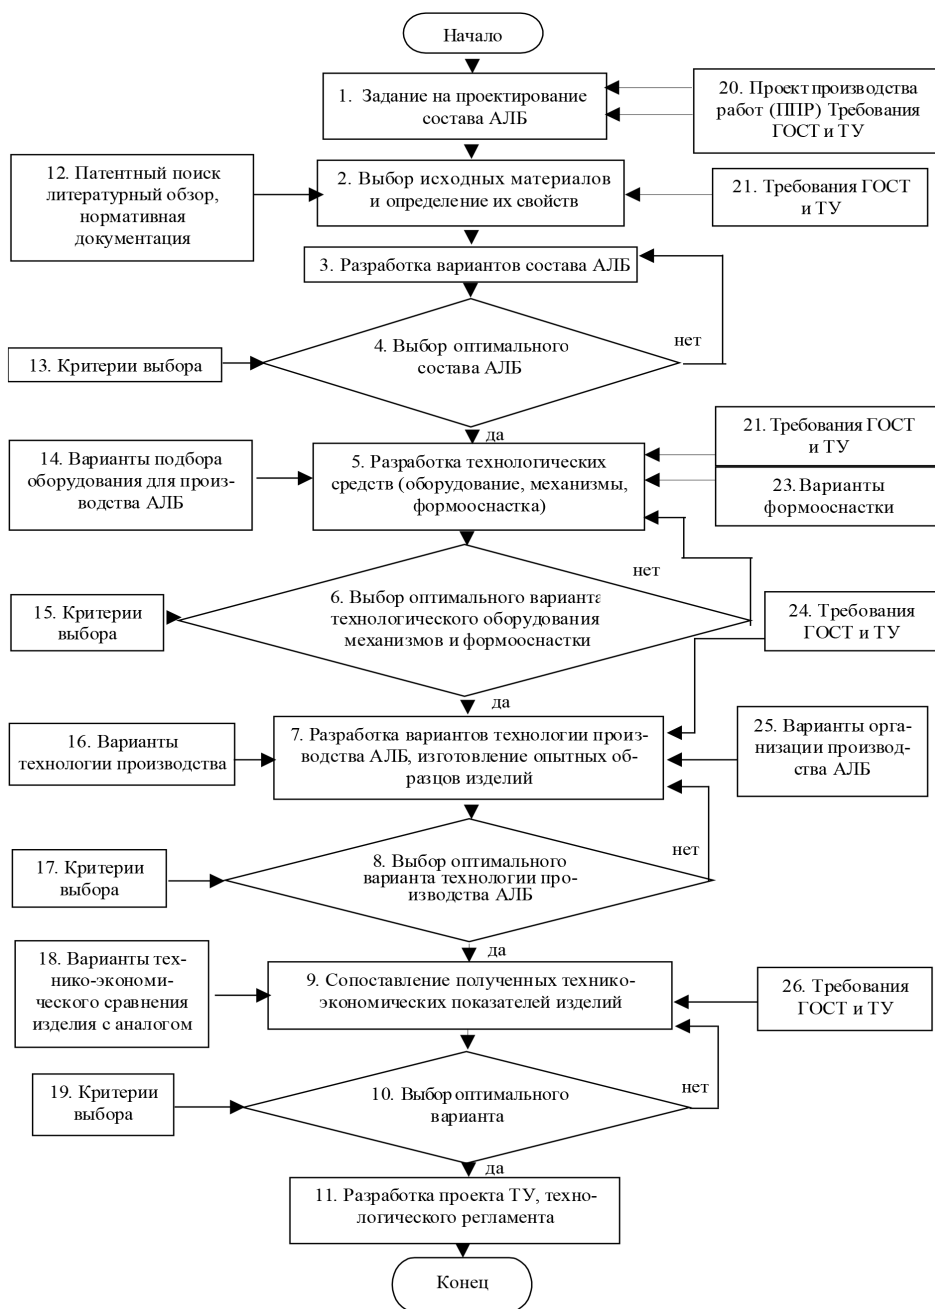 Начало
1. Задание на проектирование
состава АЛБ
20. Проект производства
работ (ППР) Требования
ГОСТ и ТУ
12. Патентный поиск
литературный обзор,
нормативная
документация
2. Выбор исходных материалов
и определение их свойств
21. Требования ГОСТ
и ТУ
3. Разработка вариантов состава АЛБ
4. Выбор оптимального
состава АЛБ
нет
13. Критерии выбора
да
14. Варианты подбора
оборудования для произ-
водства АЛБ
5. Разработка технологических
средств (оборудование, механизмы,
формооснастка)
21. Требования ГОСТ
и ТУ
23. Варианты
формооснастки
нет
15. Критерии
выбора
6. Выбор оптимального варианта
технологического оборудования
механизмов и формооснастки
24. Требования
ГОСТ и ТУ
да
16. Варианты
технологии производства
7. Разработка вариантов технологии произ-
водства АЛБ, изготовление опытных об-
разцов изделий
25. Варианты орга-
низации производ-
ства АЛБ
нет
17. Критерии
выбора
8. Выбор оптимального
варианта технологии про-
изводства АЛБ
да
18. Варианты тех-
нико-экономи-
ческого сравнения
изделия с аналогом
9. Сопоставление полученных технико-
экономических показателей изделий
26. Требования
ГОСТ и ТУ
19. Критерии
выбора
10. Выбор оптимального
варианта
нет
да
11. Разработка проекта ТУ, техно-
логического регламента
Конец